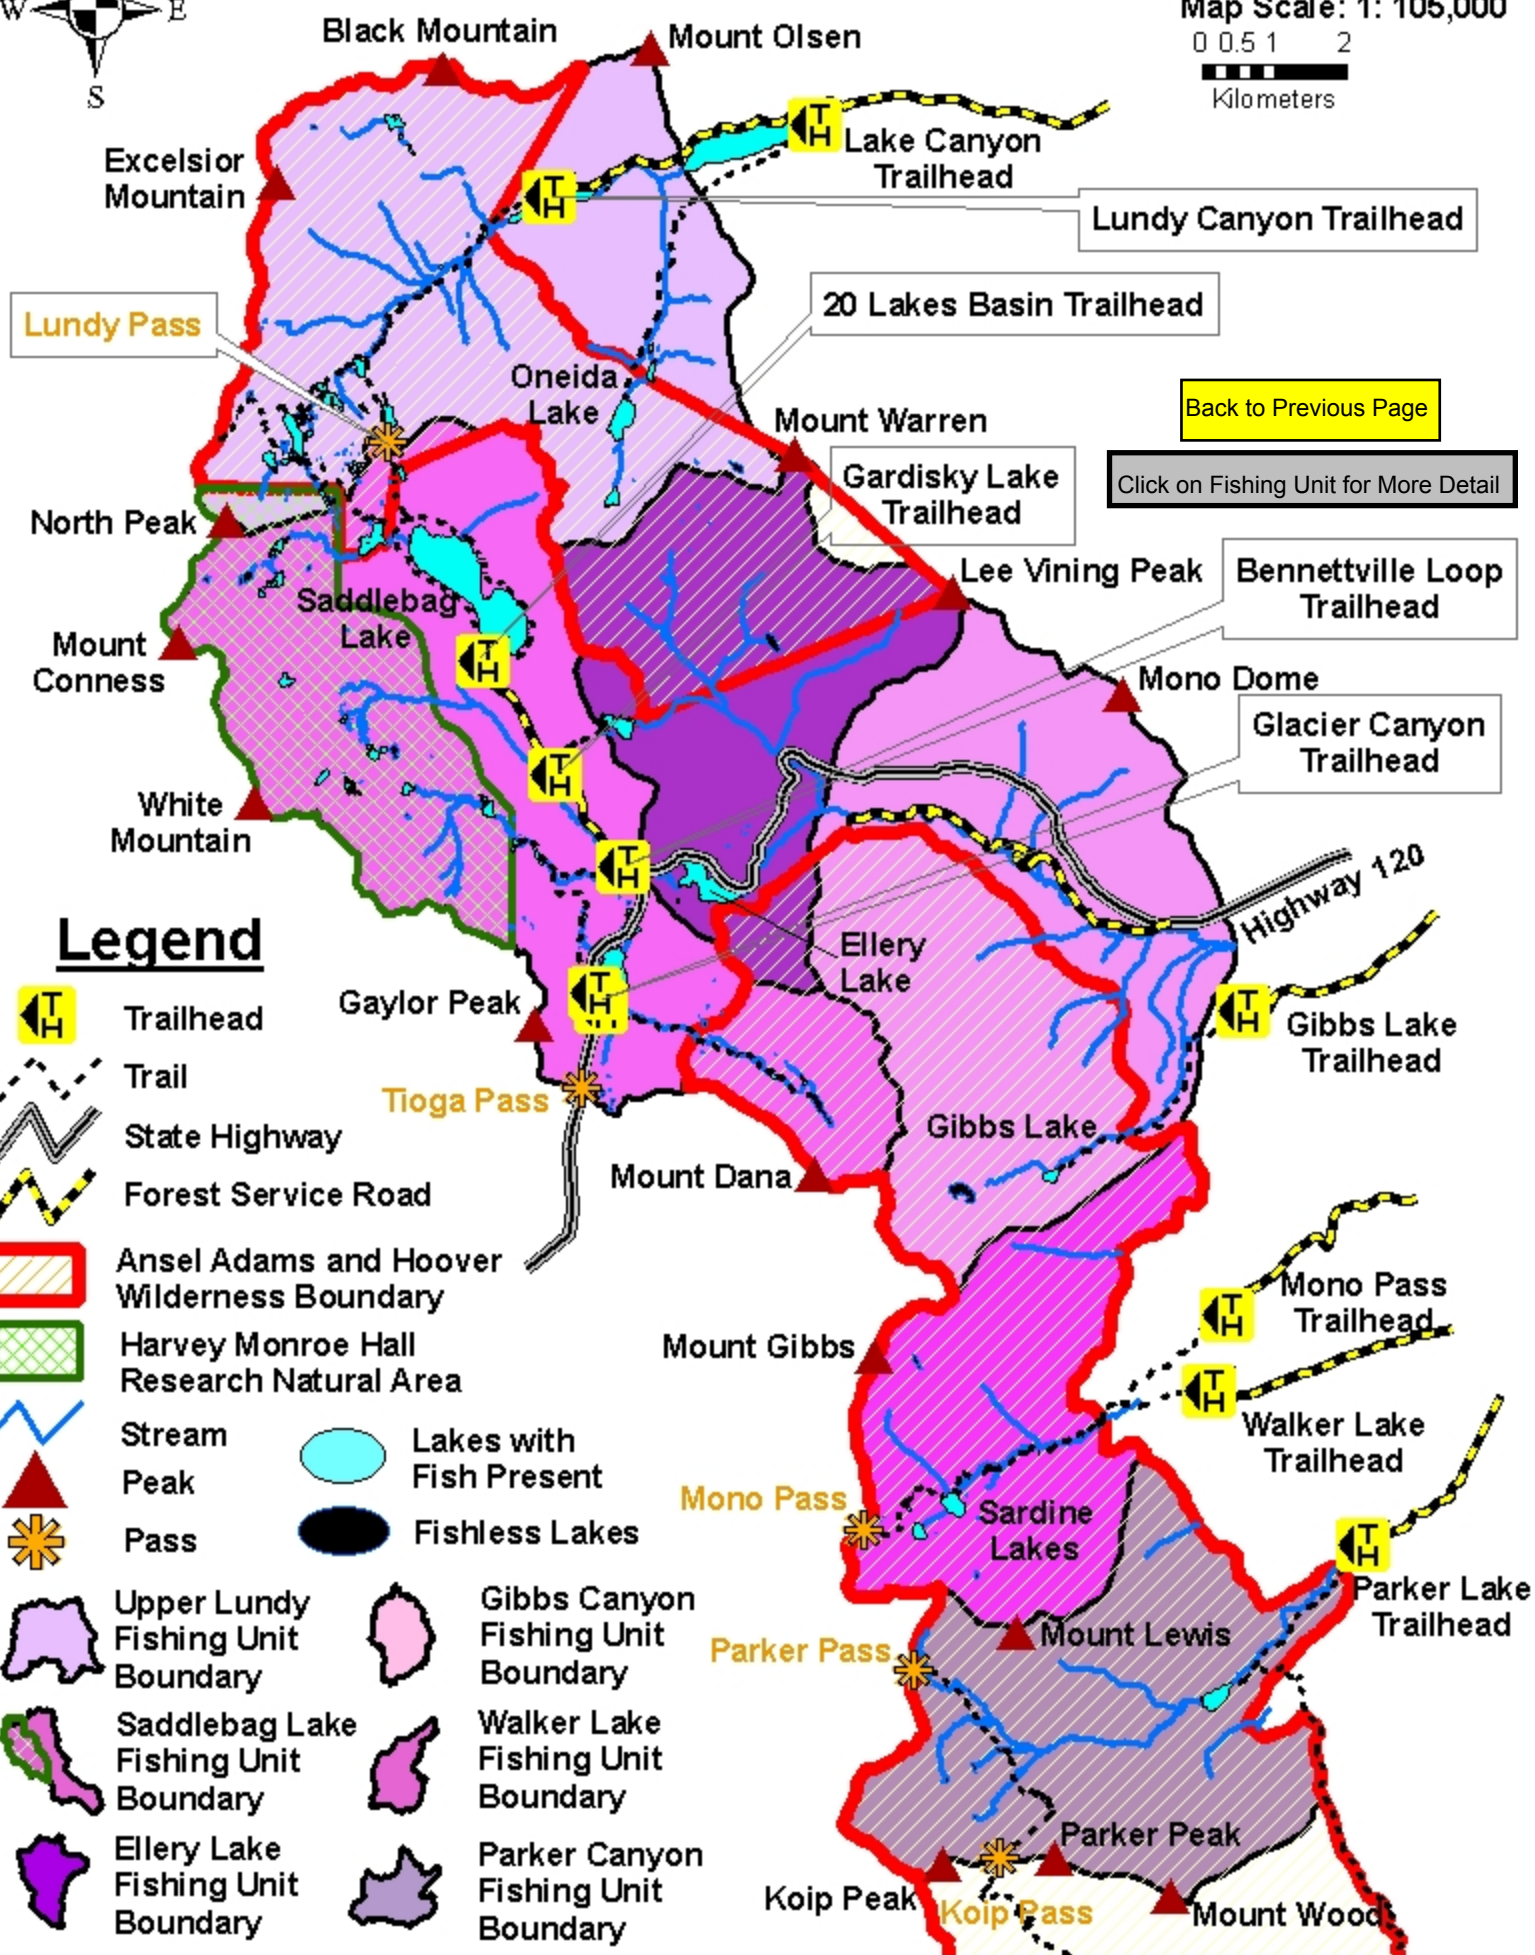 W
E
S
Map Scale: 1: 105,000
0 0.5 1 2
Kilometers
Black Mountain
Mount Olsen
Excelsior
Mountain
Lake Canyon
Trailhead
Lundy Canyon Trailhead
20 Lakes Basin Trailhead
Lundy Pass
Oneida
Lake
Back to Previous Page
Mount Warren
Click on Fishing Unit for More Detail
Gardisky Lake
Trailhead
North Peak
Lee Vining Peak
Bennettville Loop
Trailhead
Saddlebag
Lake
Mount
Conness
Mono Dome
Glacier Canyon
Trailhead
White
Mountain
Highway 120
Legend
Ellery
Lake
Gaylor Peak
Gibbs Lake
Trailhead
Tioga Pass
Gibbs Lake
Mount Dana
TH
Trailhead
Trail
State Highway
Forest Service Road
Ansel Adams and Hoover
Wilderness Boundary
Harvey Monroe Hall
Research Natural Area
Stream
Peak
Pass
Lakes with
Fish Present
Fishless Lakes
Mono Pass
Trailhead
Mount Gibbs
Walker Lake
Trailhead
Mono Pass
Sardine
Lakes
Parker Lake
Trailhead
Mount Lewis
Parker Pass
Upper Lundy
Fishing Unit
Boundary
Gibbs Canyon
Fishing Unit
Boundary
Saddlebag Lake
Fishing Unit
Boundary
Walker Lake
Fishing Unit
Boundary
Ellery Lake
Fishing Unit
Boundary
Parker Canyon
Fishing Unit
Boundary
Parker Peak
Koip Peak
Koip Pass
Mount Wood